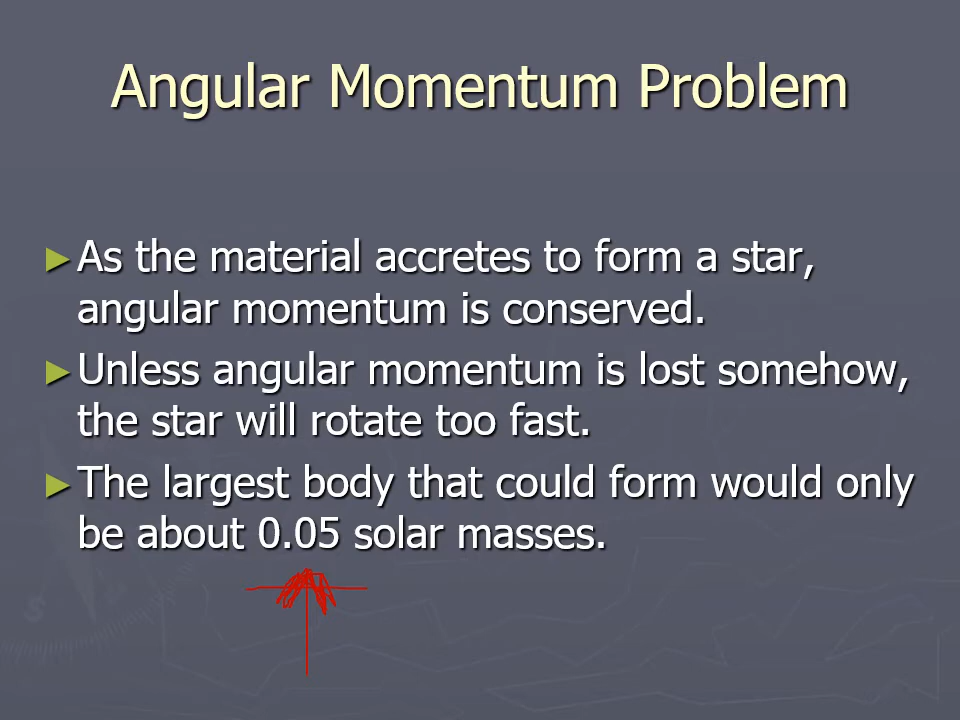 Angular Momentum Problem
► As the material accretes to form a star,
angular momentum is conserved.
► Unless angular momentum is lost somehow,
the star will rotate too fast.
► The largest body that could form would only
be about 0.05 solar masses.